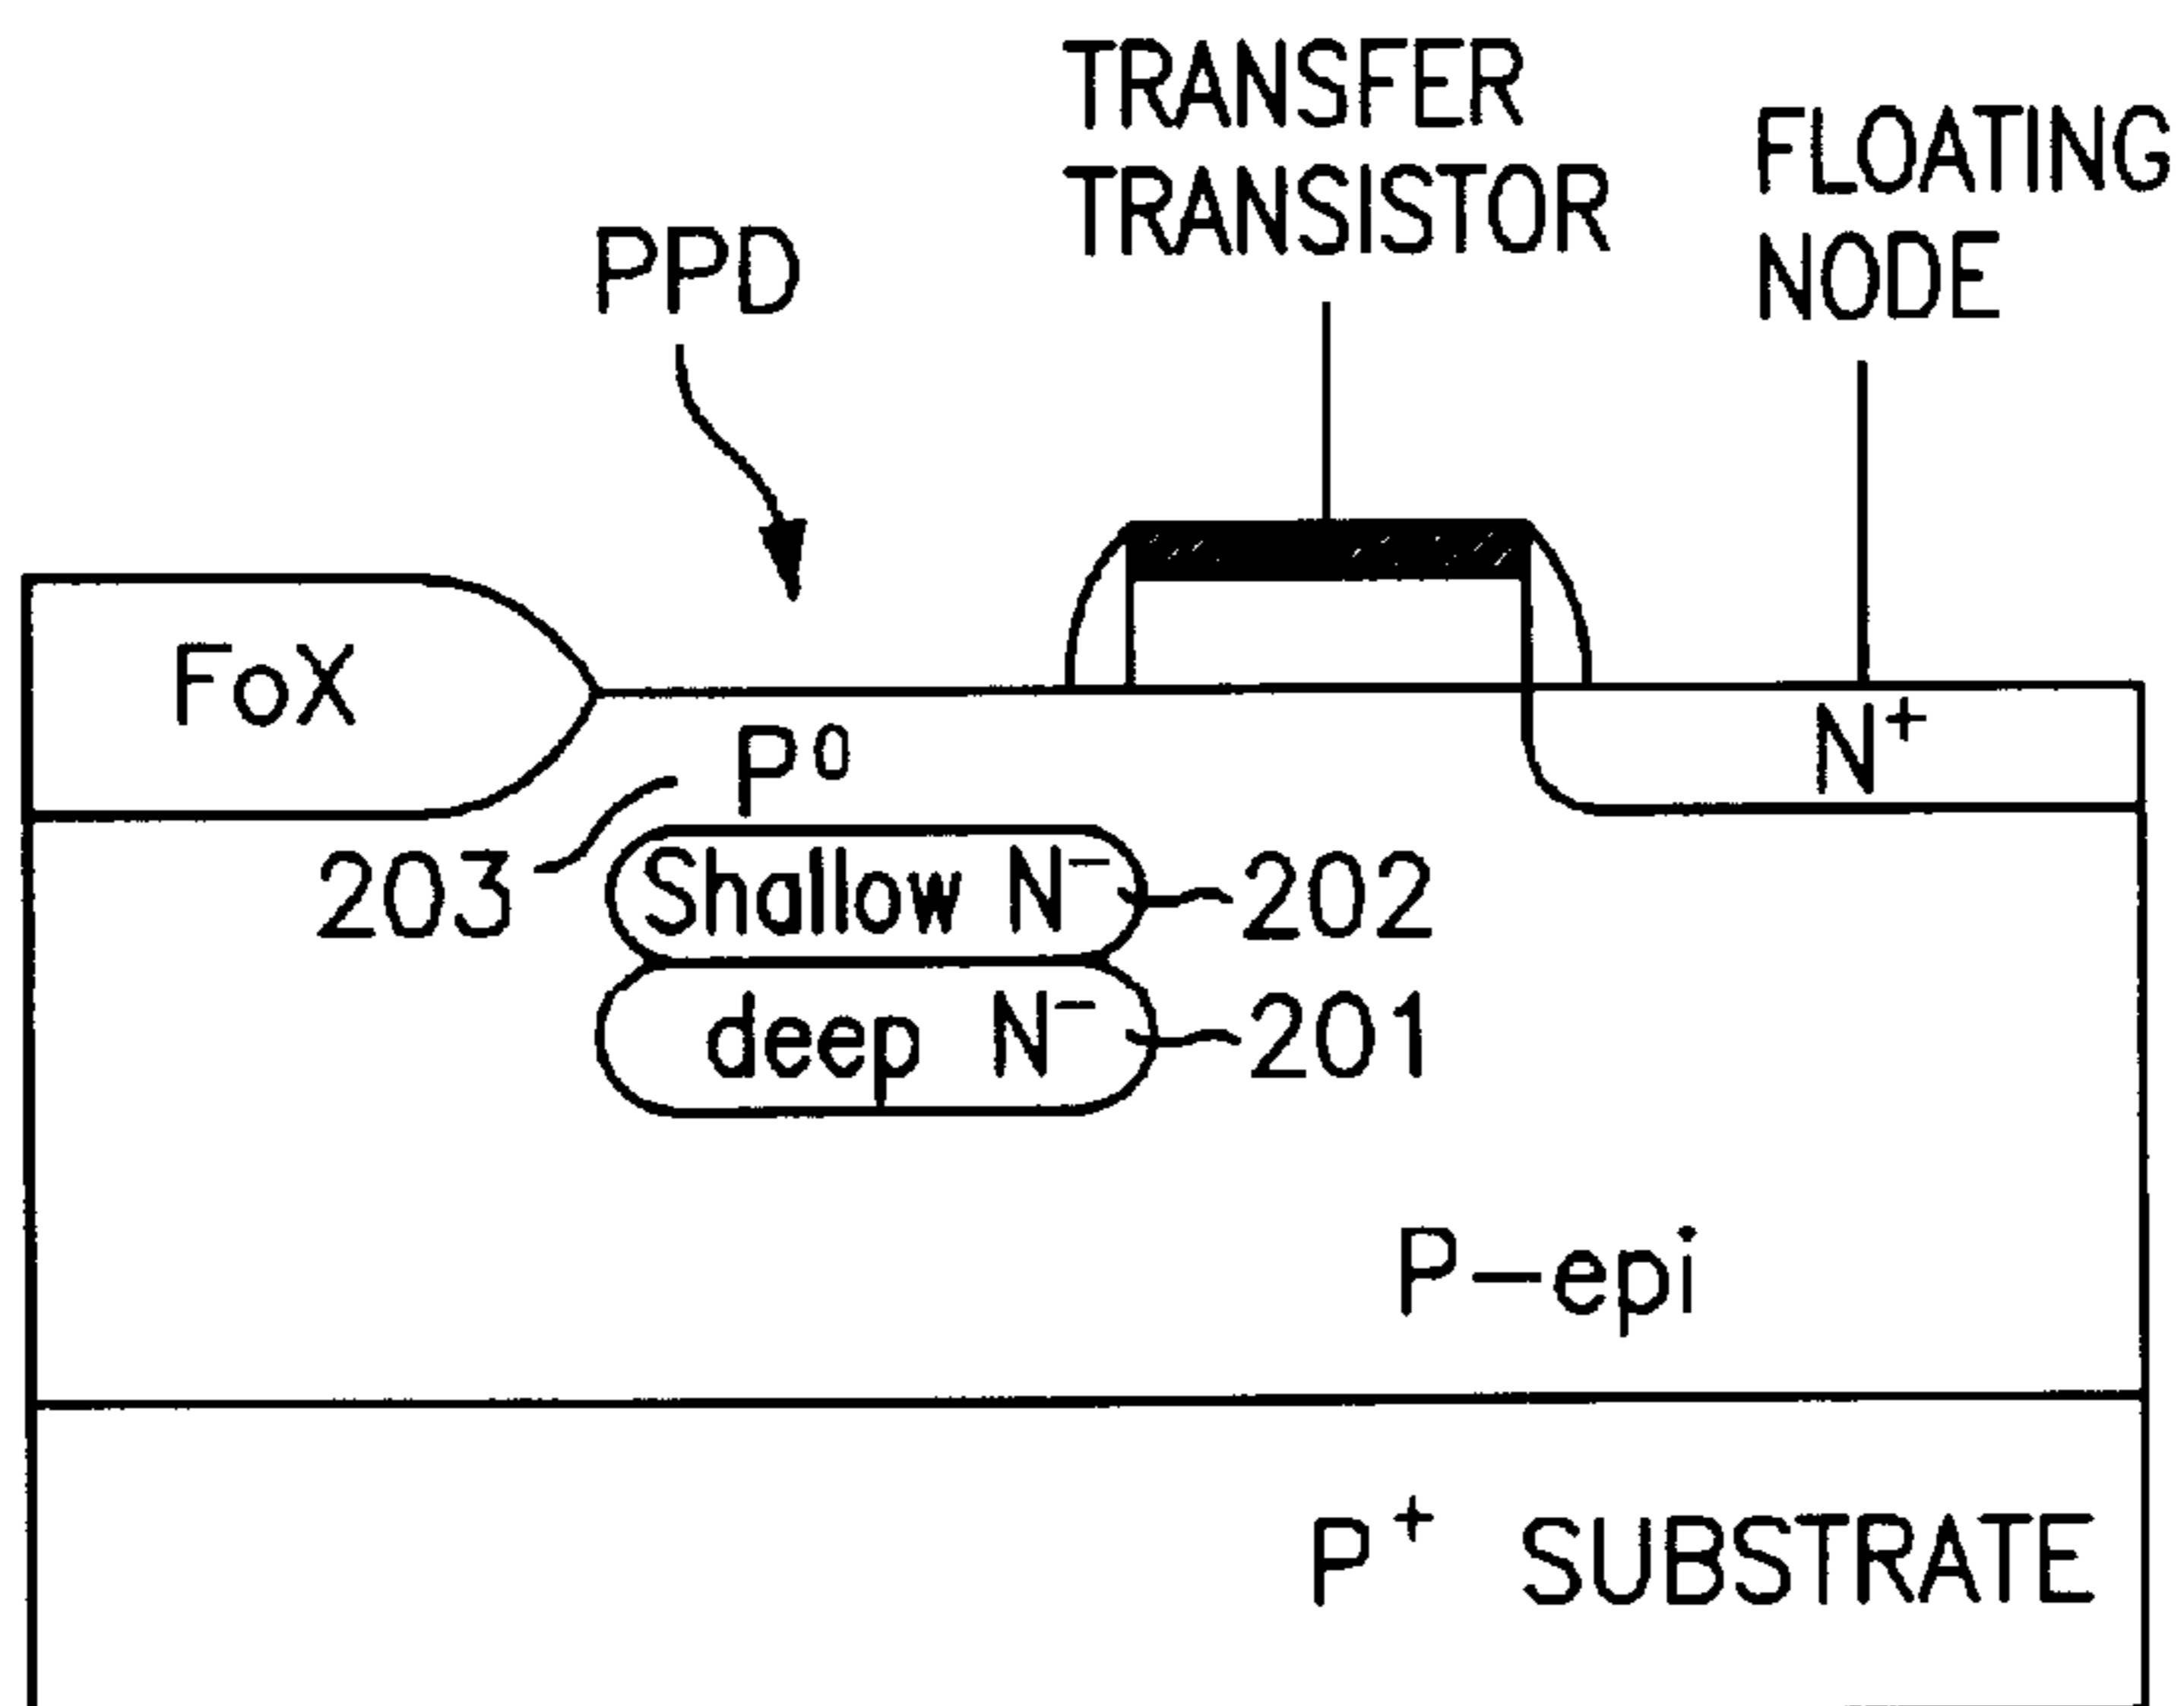 TRANSFER
TRANSISTOR
FLOATING
NODE
PPD
FoX
P⁰
N⁺
203
Shallow N⁻
202
deep N⁻
201
P-epi
P⁺ SUBSTRATE